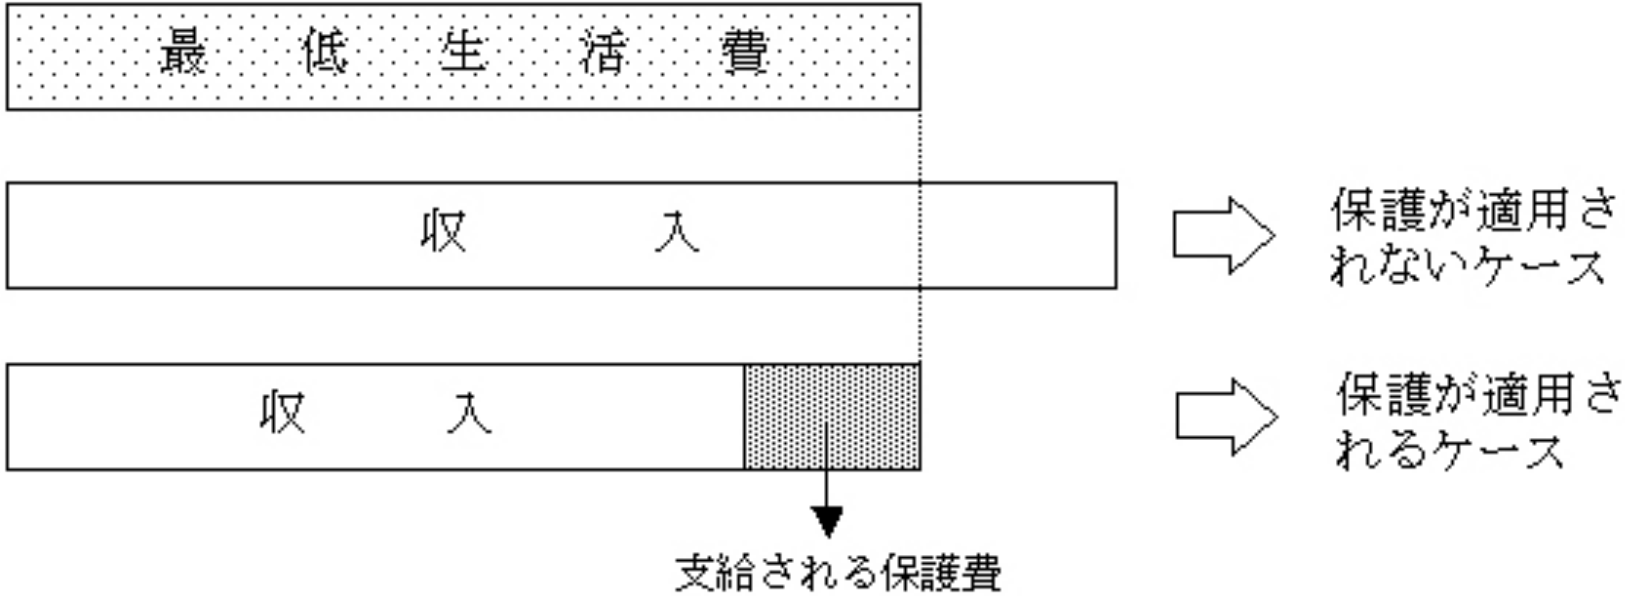 最低生活費
収入
保護が適用さ
れないケース
収入
保護が適用さ
れるケース
支給される保護費